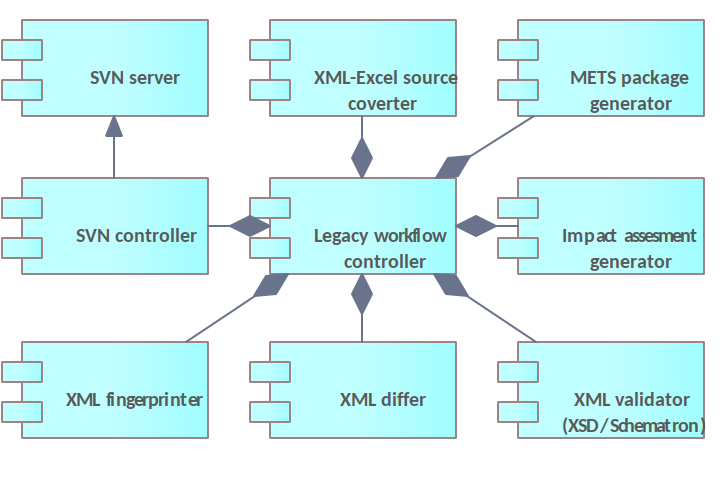 SVN server
XML-Excel source
coverter
METS package
generator
SVN controller
Legacy workflow
controller
Impact assesment
generator
XML fingerprinter
XML differ
XML validator
(XSD/Schematron)